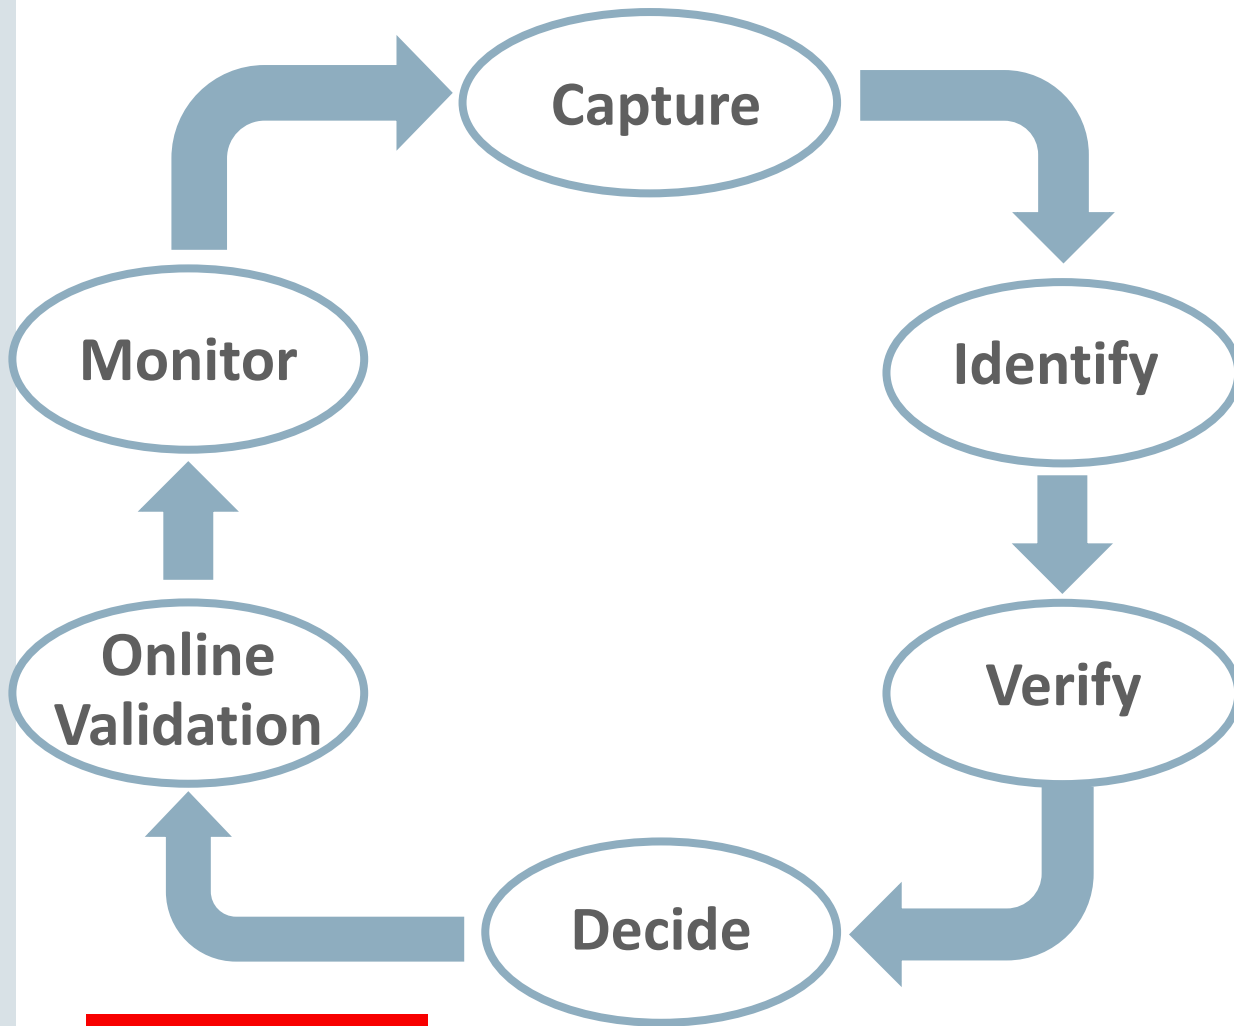 Capture
Identify
Verify
Decide
Online
Validation
Monitor